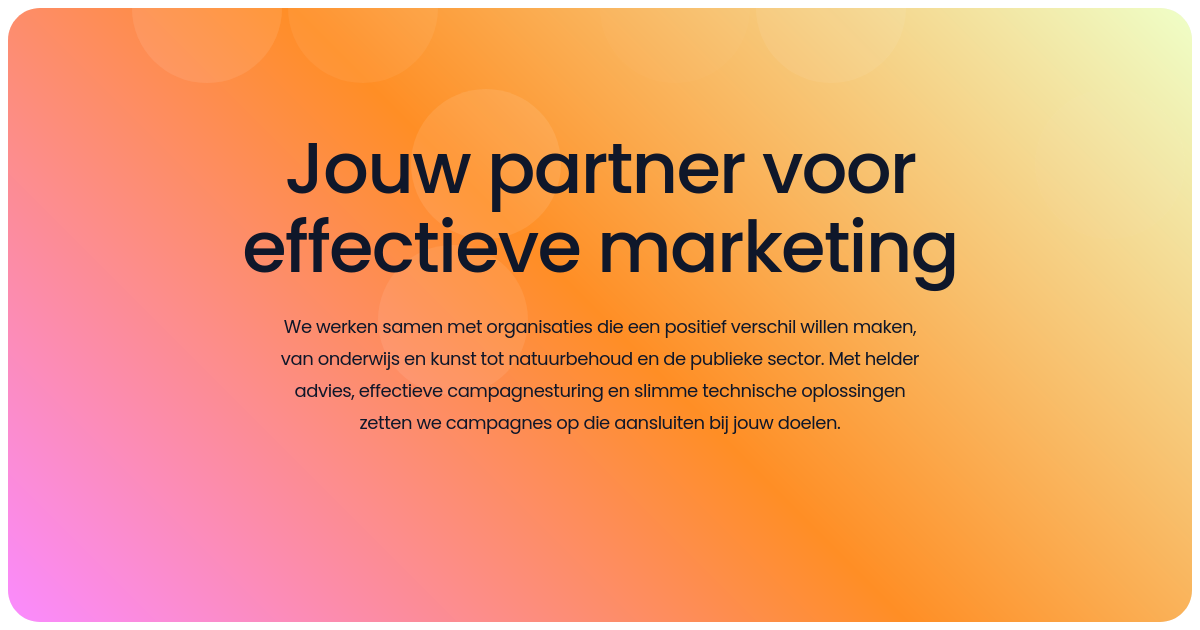 Jouw partner voor
effectieve marketing
We werken samen met organisaties die een positief verschil willen maken,
van onderwijs en kunst tot natuurbehoud en de publieke sector. Met helder
advies, effectieve campagnesturing en slimme technische oplossingen
zetten we campagnes op die aansluiten bij jouw doelen.